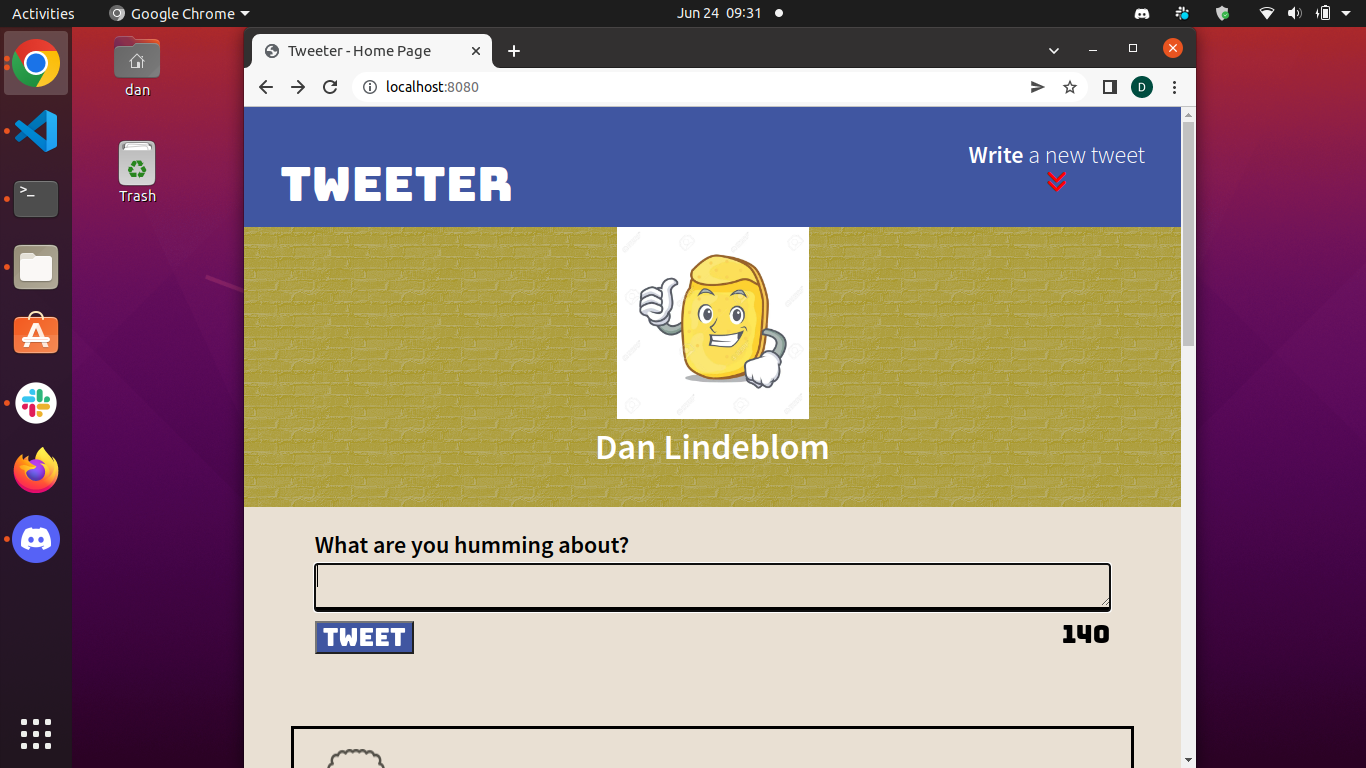 Activities
Google Chrome
Jun 24 09:31
dan
Trash
Tweeter - Home Page
localhost:8080
D
TWEETER
Write a new tweet
Dan Lindeblom
What are you humming about?
TWEET
140